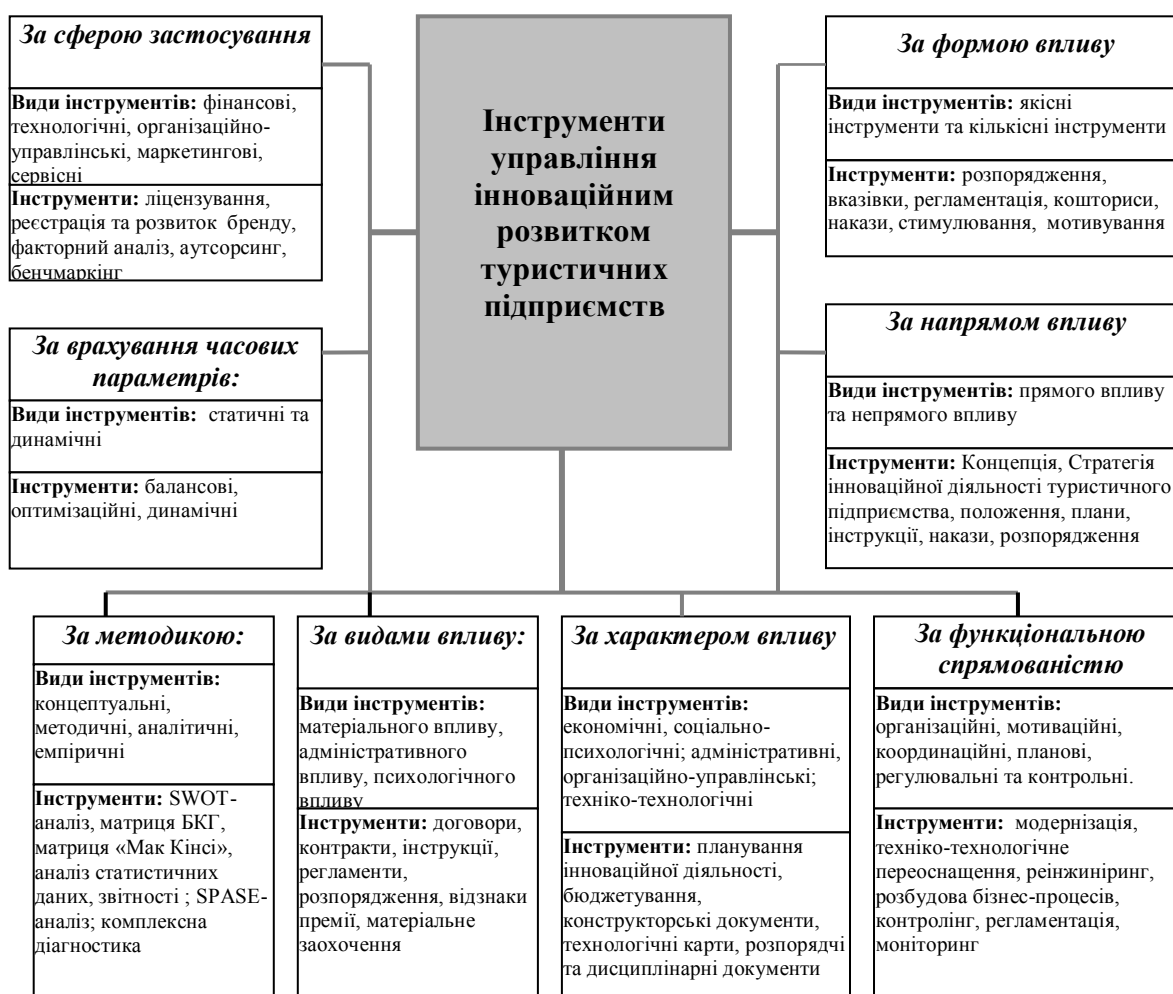 За сферою застосування
Види інструментів: фінансові,
технологічні, організаційно-
управлінські, маркетингові,
сервісні
Інструменти: ліцензування,
реєстрація та розвиток бренду,
факторний аналіз, аутсорсинг,
бенчмаркінг
Інструменти
управління
інноваційним
розвитком
туристичних
підприємств
За формою впливу
Види інструментів: якісні
інструменти та кількісні інструменти
Інструменти: розпорядження,
вказівки, регламентація, кошториси,
накази, стимулювання, мотивування
За врахування часових
параметрів:
Види інструментів: статичні та
динамічні
Інструменти: балансові,
оптимізаційні, динамічні
За напрямом впливу
Види інструментів: прямого впливу
та непрямого впливу
Інструменти: Концепція, Стратегія
інноваційної діяльності туристичного
підприємства, положення, плани,
інструкції, накази, розпорядження
За методикою:
Види інструментів:
концептуальні,
методичні, аналітичні,
емпіричні
Інструменти: SWOT-
аналіз, матриця БКГ,
матриця «Мак Кінсі»,
аналіз статистичних
даних, звітності ; SPASE-
аналіз; комплексна
діагностика
За видами впливу:
Види інструментів:
матеріального впливу,
адміністративного
впливу, психологічного
впливу
Інструменти: договори,
контракти, інструкції,
регламенти,
розпорядження, відзнаки
премії, матеріальне
заохочення
За характером впливу
Види інструментів:
економічні, соціально-
психологічні; адміністративні,
організаційно-управлінські;
техніко-технологічні
Інструменти: планування
інноваційної діяльності,
бюджетування,
конструкторські документи,
технологічні карти, розпорядчі
та дисциплінарні документи
За функціональною
спрямованістю
Види інструментів:
організаційні, мотиваційні,
координаційні, планові,
регулювальні та контрольні.
Інструменти: модернізація,
техніко-технологічне
переоснащення, реінжиніринг,
розбудова бізнес-процесів,
контролінг, регламентація,
моніторинг